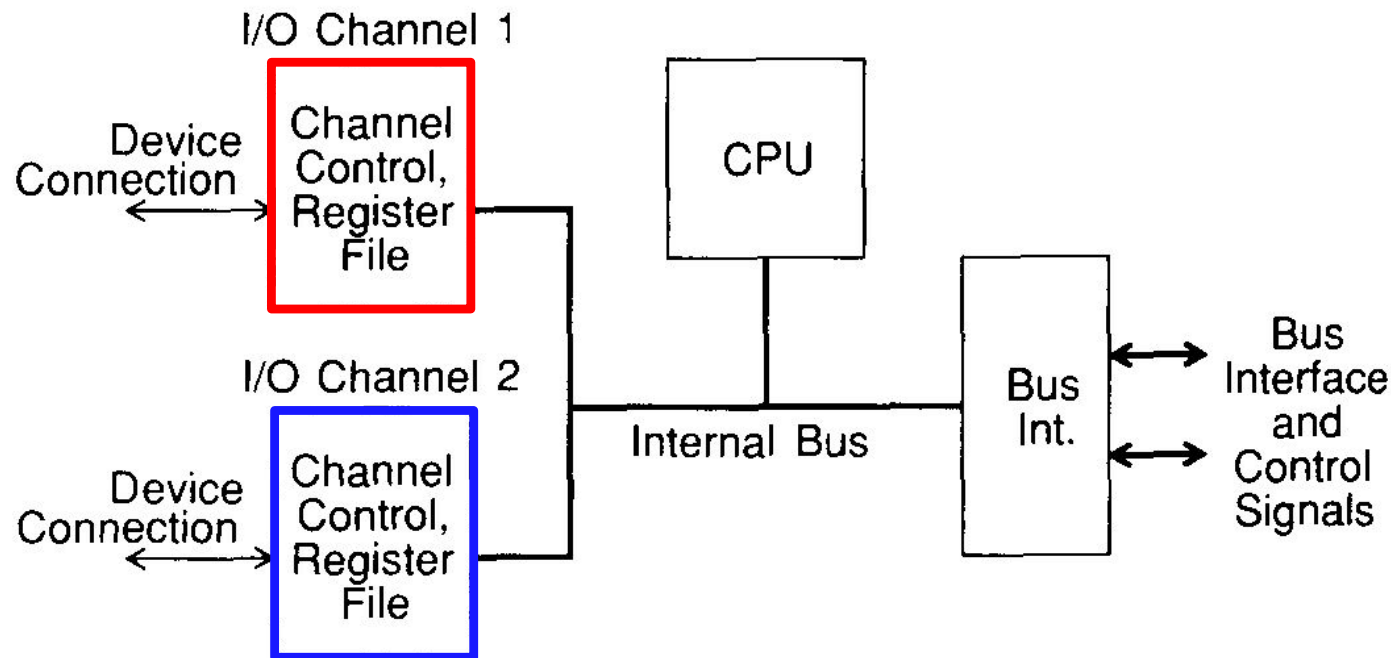 I/O Channel 1
Device
Connection
Channel
Control,
Register
File
CPU
I/O Channel 2
Device
Connection
Channel
Control,
Register
File
Internal Bus
Bus
Int.
Bus
Interface
and
Control
Signals